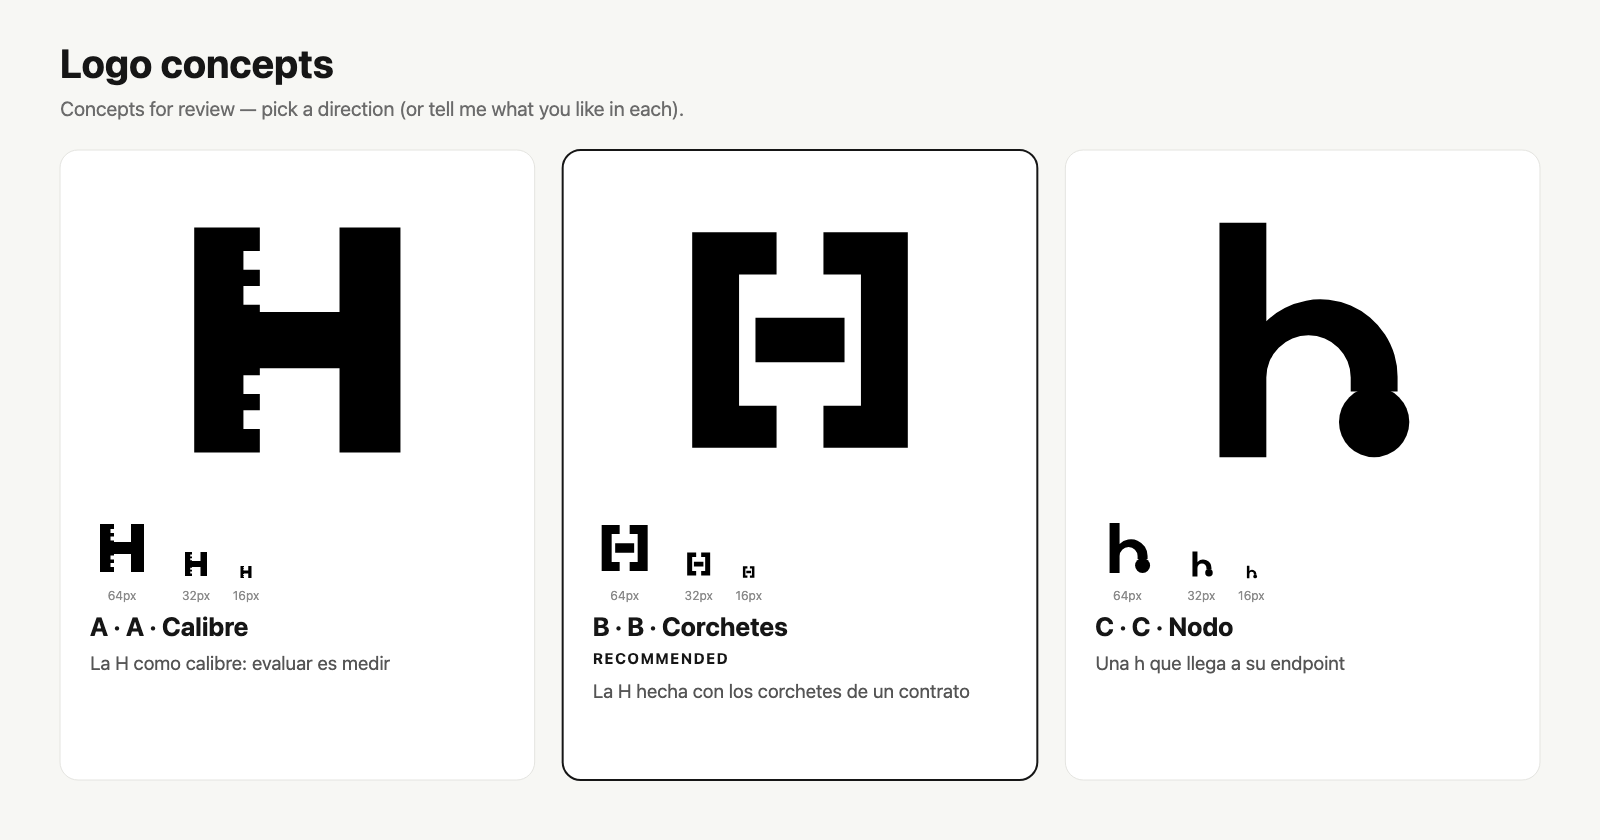 Logo concepts
Concepts for review — pick a direction (or tell me what you like in each).
H
64px 32px 16px
A · A · Calibre
La H como calibre: evaluar es medir
[-]
64px 32px 16px
B · B · Corchetes
RECOMMENDED
La H hecha con los corchetes de un contrato
h
64px 32px 16px
C · C · Nodo
Una h que llega a su endpoint